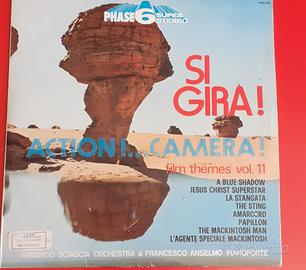 PHASE 6 SUPER STEREO
SI
GIRA!
ACTION!.. CAMERA!
film themes vol. 11
A BLUE SHADOW
JESUS CHRIST SUPERSTAR
LA STANGATA
THE STING
AMARCORD
PAPILLON
THE MACKINTOSH MAN
L'AGENTE SPECIALE MACKINTOSH
ARMANDO SCIASCIA ORCHESTRA & FRANCESCO ANSELMO PIANOFORTE
subito